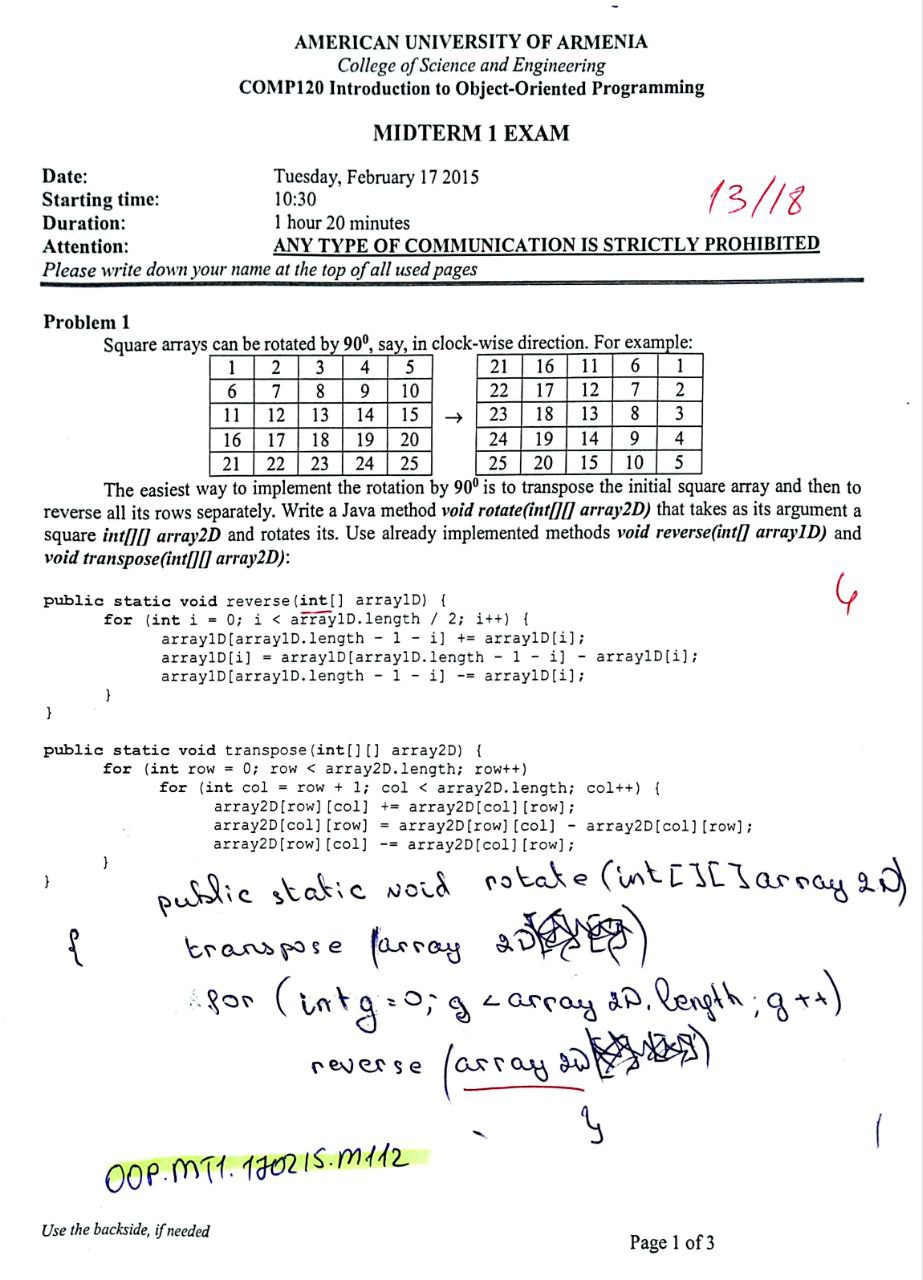 AMERICAN UNIVERSITY OF ARMENIA
College of Science and Engineering
COMP120 Introduction to Object-Oriented Programming
MIDTERM 1 EXAM
Date: Tuesday, February 17 2015
Starting time: 10:30
13/18
Duration: 1 hour 20 minutes
Attention: ANY TYPE OF COMMUNICATION IS STRICTLY PROHIBITED
Please write down your name at the top of all used pages
Problem 1
Square arrays can be rotated by 90⁰, say, in clock-wise direction. For example:
1 2 3 4 5 21 16 11 6 1
6 7 8 9 10 22 17 12 7 2
11 12 13 14 15 → 23 18 13 8 3
16 17 18 19 20 24 19 14 9 4
21 22 23 24 25 25 20 15 10 5
The easiest way to implement the rotation by 90⁰ is to transpose the initial square array and then to
reverse all its rows separately. Write a Java method void rotate(int[][] array2D) that takes as its argument a
square int[][] array2D and rotates its. Use already implemented methods void reverse(int[] array1D) and
void transpose(int[][] array2D):
public static void reverse(int[] array1D) {
for (int i = 0; i < array1D.length / 2; i++) {
array1D[array1D.length - 1 - i] += array1D[i];
array1D[i] = array1D[array1D.length - 1 - i] - array1D[i];
array1D[array1D.length - 1 - i] -= array1D[i];
}
}
public static void transpose(int[][] array2D) {
for (int row = 0; row < array2D.length; row++)
for (int col = row + 1; col < array2D.length; col++) {
array2D[row][col] += array2D[col][row];
array2D[col][row] = array2D[row][col] - array2D[col][row];
array2D[row][col] -= array2D[col][row];
}
}
public static void rotate (int[][] array 2D)
{ transpose (array 2D)
for (int g = 0; g < array 2D. length; g ++)
reverse (array 2D)
}
OOP.MT1.170215.M112
Use the backside, if needed
Page 1 of 3